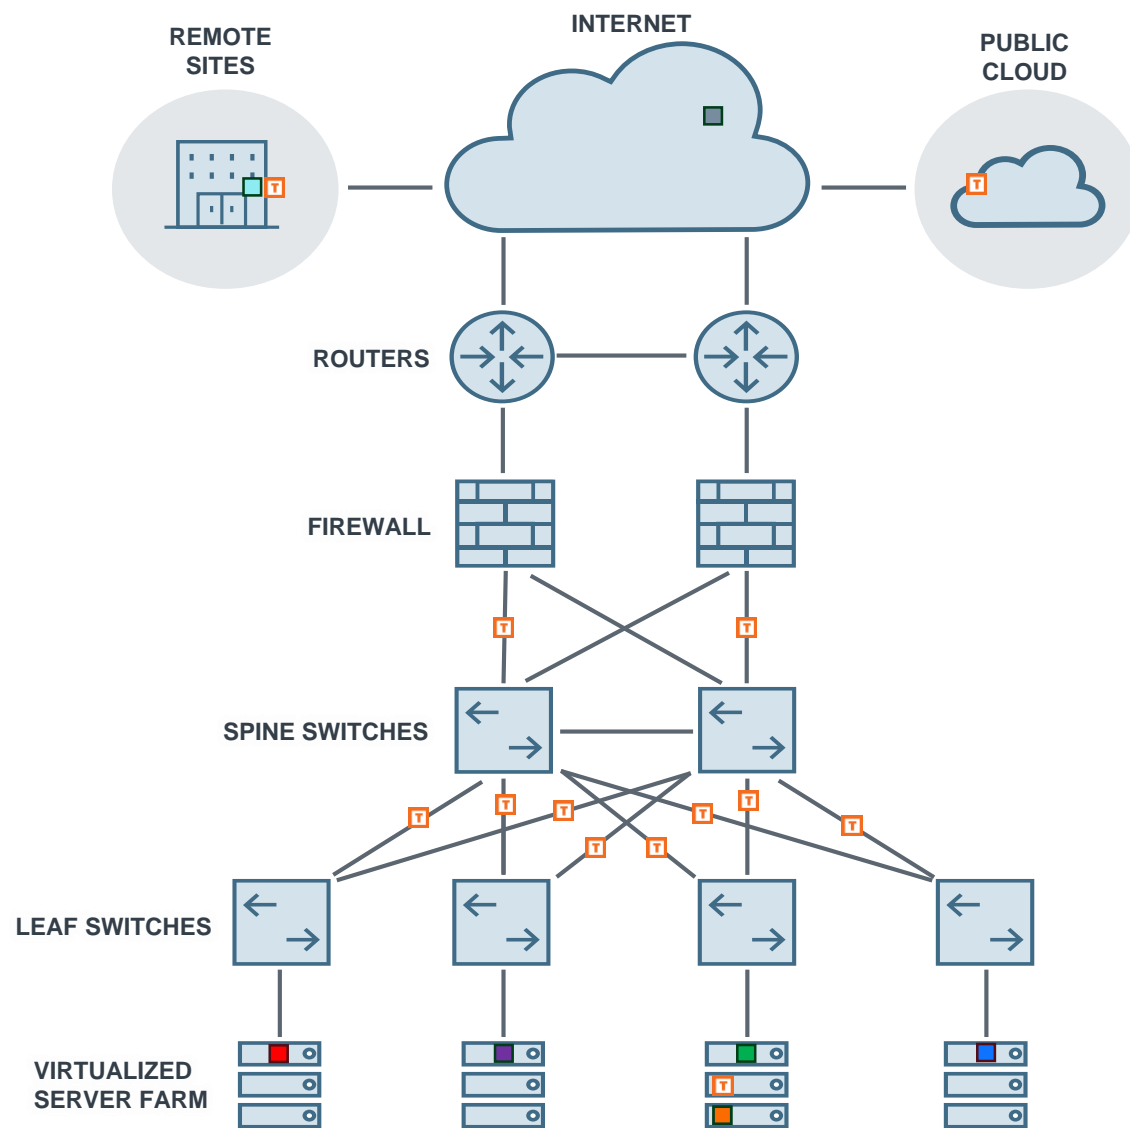 INTERNET
REMOTE
SITES
PUBLIC
CLOUD
T
T
ROUTERS
FIREWALL
T
T
SPINE SWITCHES
T
T
T
T
T
T
T
T
LEAF SWITCHES
VIRTUALIZED
SERVER FARM
T